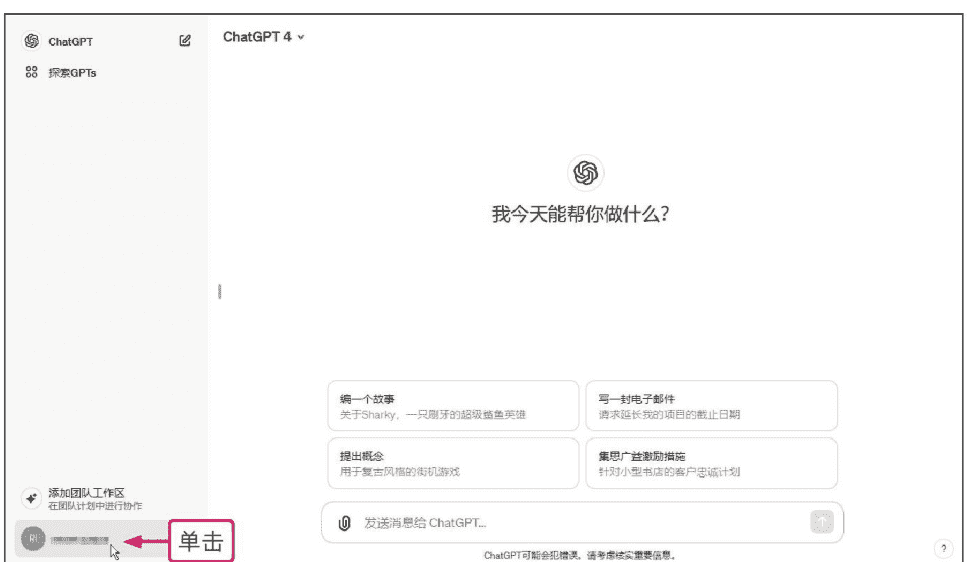 ChatGPT
探索GPTs
ChatGPT 4
我今天能帮你做什么？
编一个故事
关于Sharky，一只刷牙的超级鲨鱼英雄
写一封电子邮件
请求延长我的项目的截止日期
提出概念
用于复古风格的街机游戏
集思广益激励措施
针对小型书店的客户忠诚计划
添加团队工作区
在团队计划中进行协作
发送消息给 ChatGPT...
单击
ChatGPT可能会犯错误。请考虑核实重要信息。
?